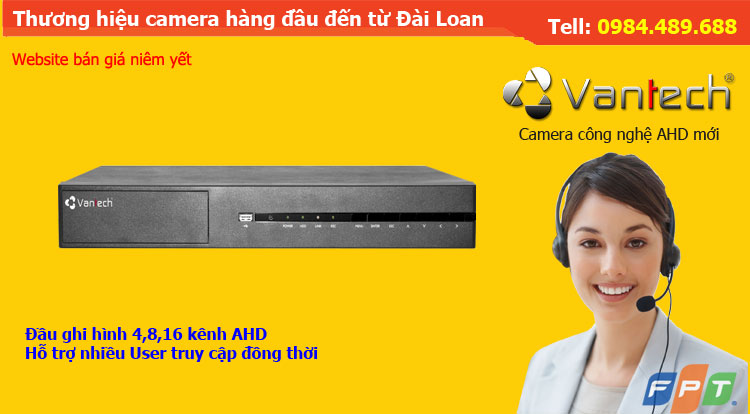 Thương hiệu camera hàng đầu đến từ Đài Loan
Tell: 0984.489.688
Website bán giá niêm yết
Vantech®
Camera công nghệ AHD mới
Vantech
Đầu ghi hình 4,8,16 kênh AHD
Hỗ trợ nhiều User truy cập đồng thời
FPT